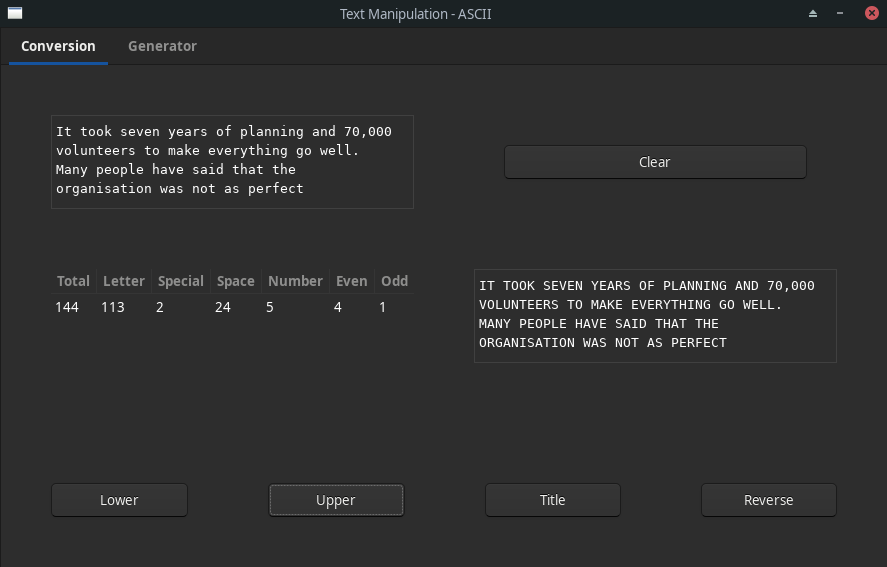 Text Manipulation - ASCII
Conversion Generator
It took seven years of planning and 70,000
volunteers to make everything go well.
Many people have said that the
organisation was not as perfect
Clear
Total Letter Special Space Number Even Odd
144 113 2 24 5 4 1
IT TOOK SEVEN YEARS OF PLANNING AND 70,000
VOLUNTEERS TO MAKE EVERYTHING GO WELL.
MANY PEOPLE HAVE SAID THAT THE
ORGANISATION WAS NOT AS PERFECT
Lower Upper Title Reverse